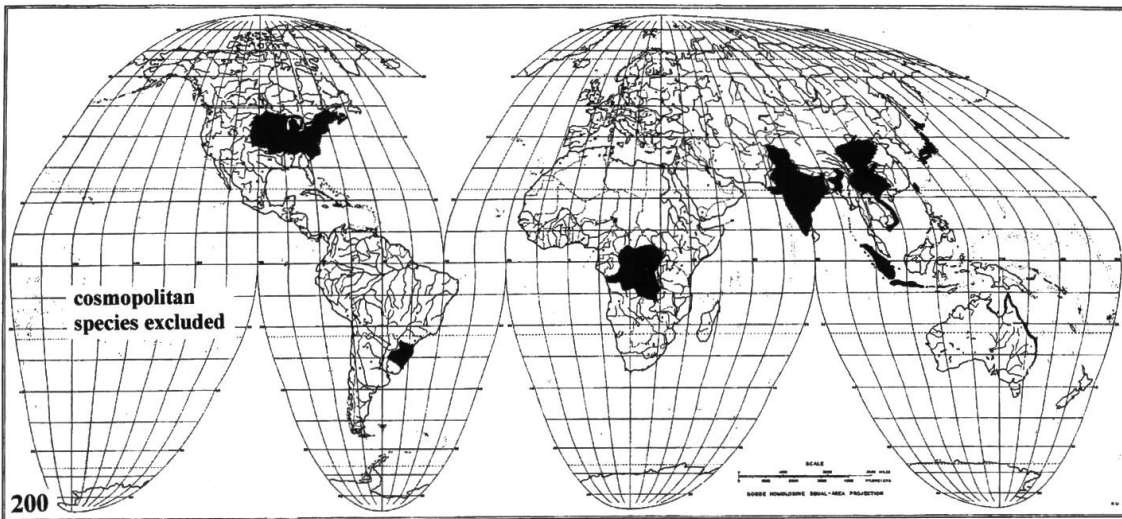 cosmopolitan
species excluded
200
SCALE
GOODE HOMOLOSINE EQUAL-AREA PROJECTION